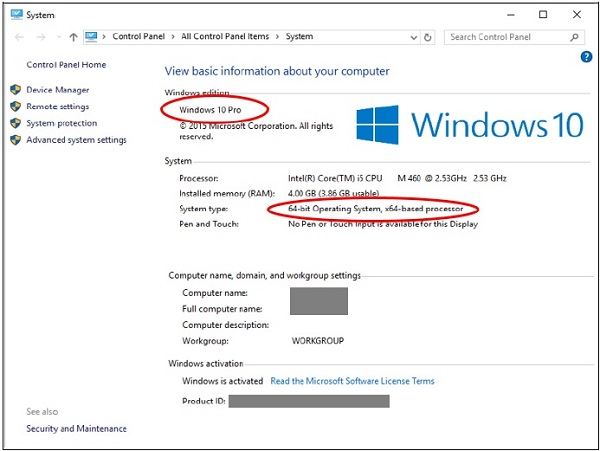 System
Control Panel > All Control Panel Items > System
Search Control Panel
?
Control Panel Home
Device Manager
Remote settings
System protection
Advanced system settings
View basic information about your computer
Windows edition
Windows 10 Pro
© 2015 Microsoft Corporation. All rights
reserved.
Windows 10
System
Processor: Intel(R) Core(TM) i5 CPU M 460 @ 2.53GHz 2.53 GHz
Installed memory (RAM): 4.00 GB (3.86 GB usable)
System type: 64-bit Operating System, x64-based processor
Pen and Touch: No Pen or Touch Input is available for this Display
Computer name, domain, and workgroup settings
Computer name:
Full computer name:
Computer description:
Workgroup: WORKGROUP
Windows activation
Windows is activated Read the Microsoft Software License Terms
Product ID:
See also
Security and Maintenance